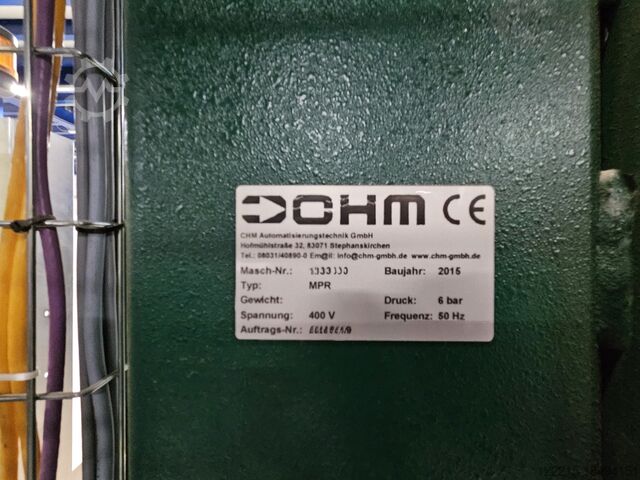 CHM CE
CHM Automatisierungstechnik GmbH
Hofmühlstraße 32, 83071 Stephanskirchen
Tel.: 08031/40890-0 Em@il: info@chm-gmbh.de www.chm-gmbh.de
Masch-Nr.: Baujahr: 2015
Typ: MPR
Gewicht: Druck: 6 bar
Spannung: 400 V Frequenz: 50 Hz
Auftrags-Nr.: